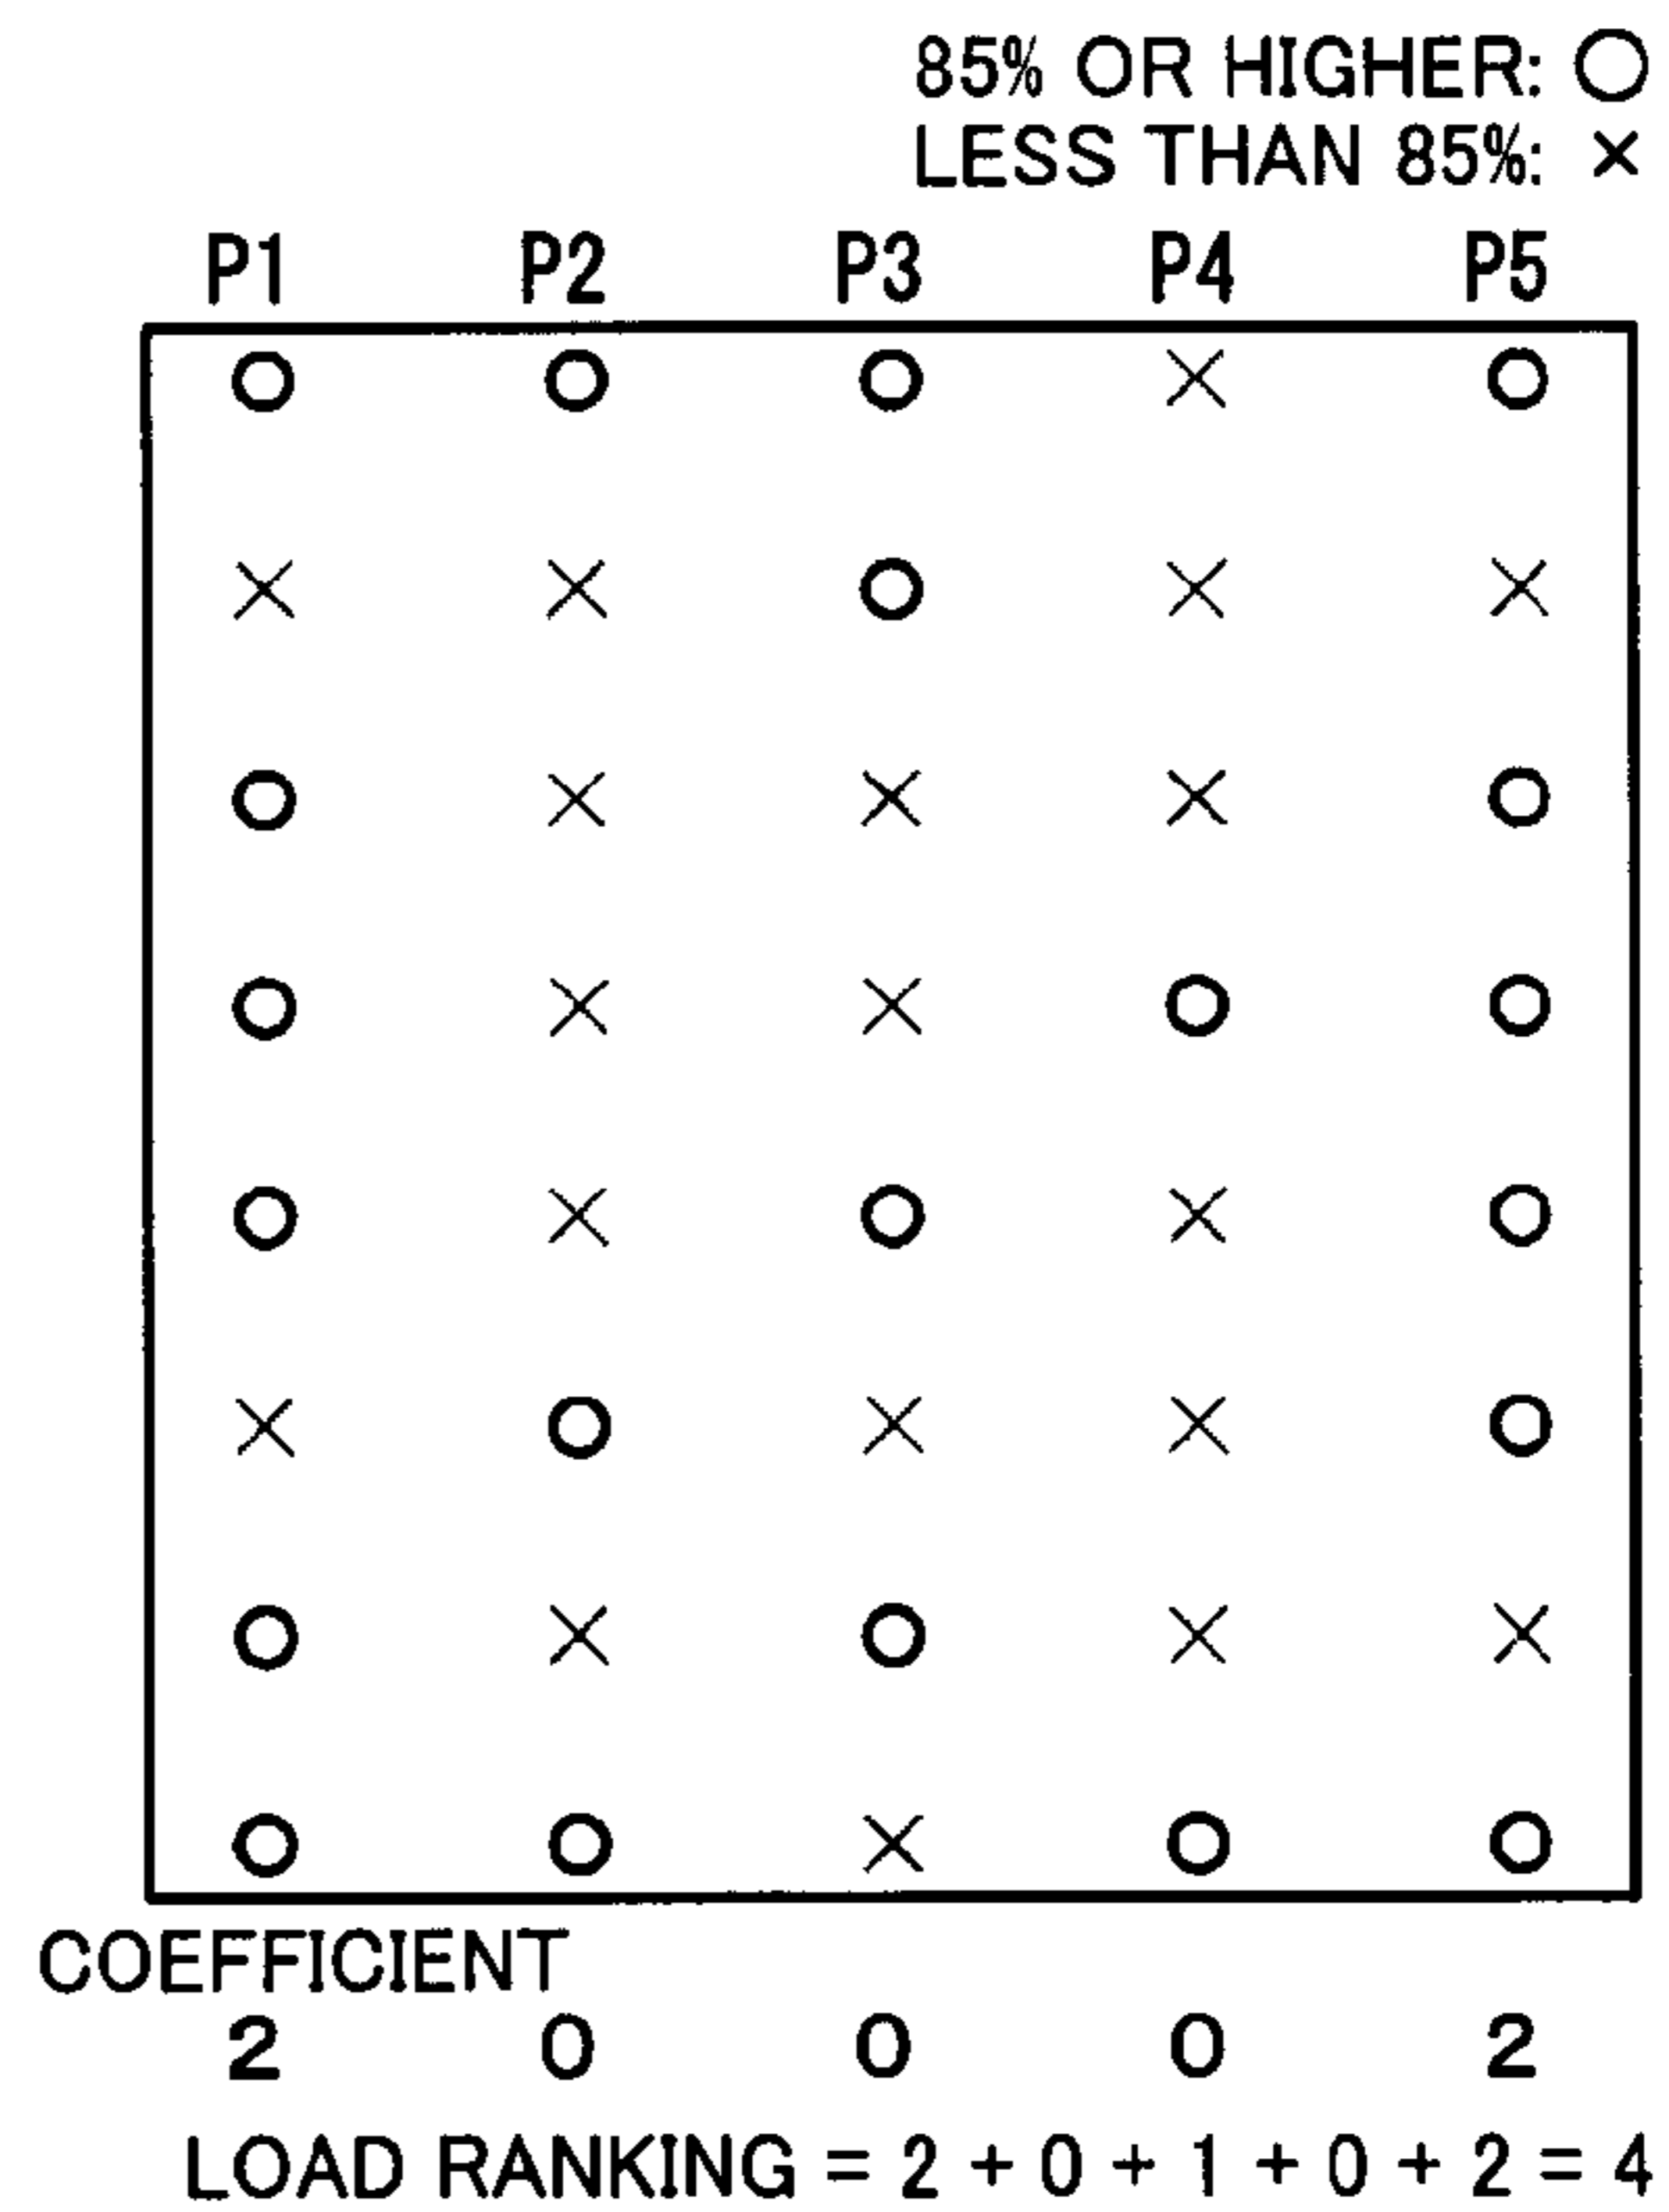 85% OR HIGHER: ○
LESS THAN 85%: ×
P1 P2 P3 P4 P5
○ ○ ○ × ○
× × ○ × ×
○ × × × ○
○ × × ○ ○
○ × ○ × ○
× ○ × × ○
○ × ○ × ×
○ ○ × ○ ○
COEFFICIENT
2 0 0 0 2
LOAD RANKING = 2 + 0 + 1 + 0 + 2 = 4